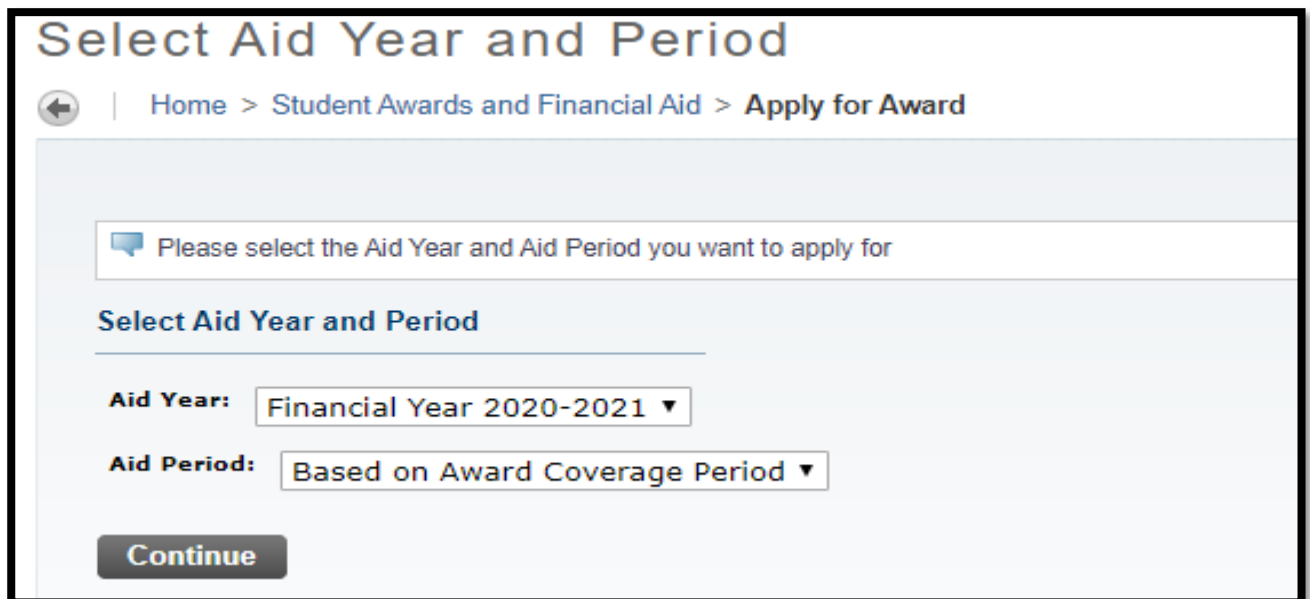 Select Aid Year and Period
Home > Student Awards and Financial Aid > Apply for Award
Please select the Aid Year and Aid Period you want to apply for
Select Aid Year and Period
Aid Year: Financial Year 2020-2021
Aid Period: Based on Award Coverage Period
Continue